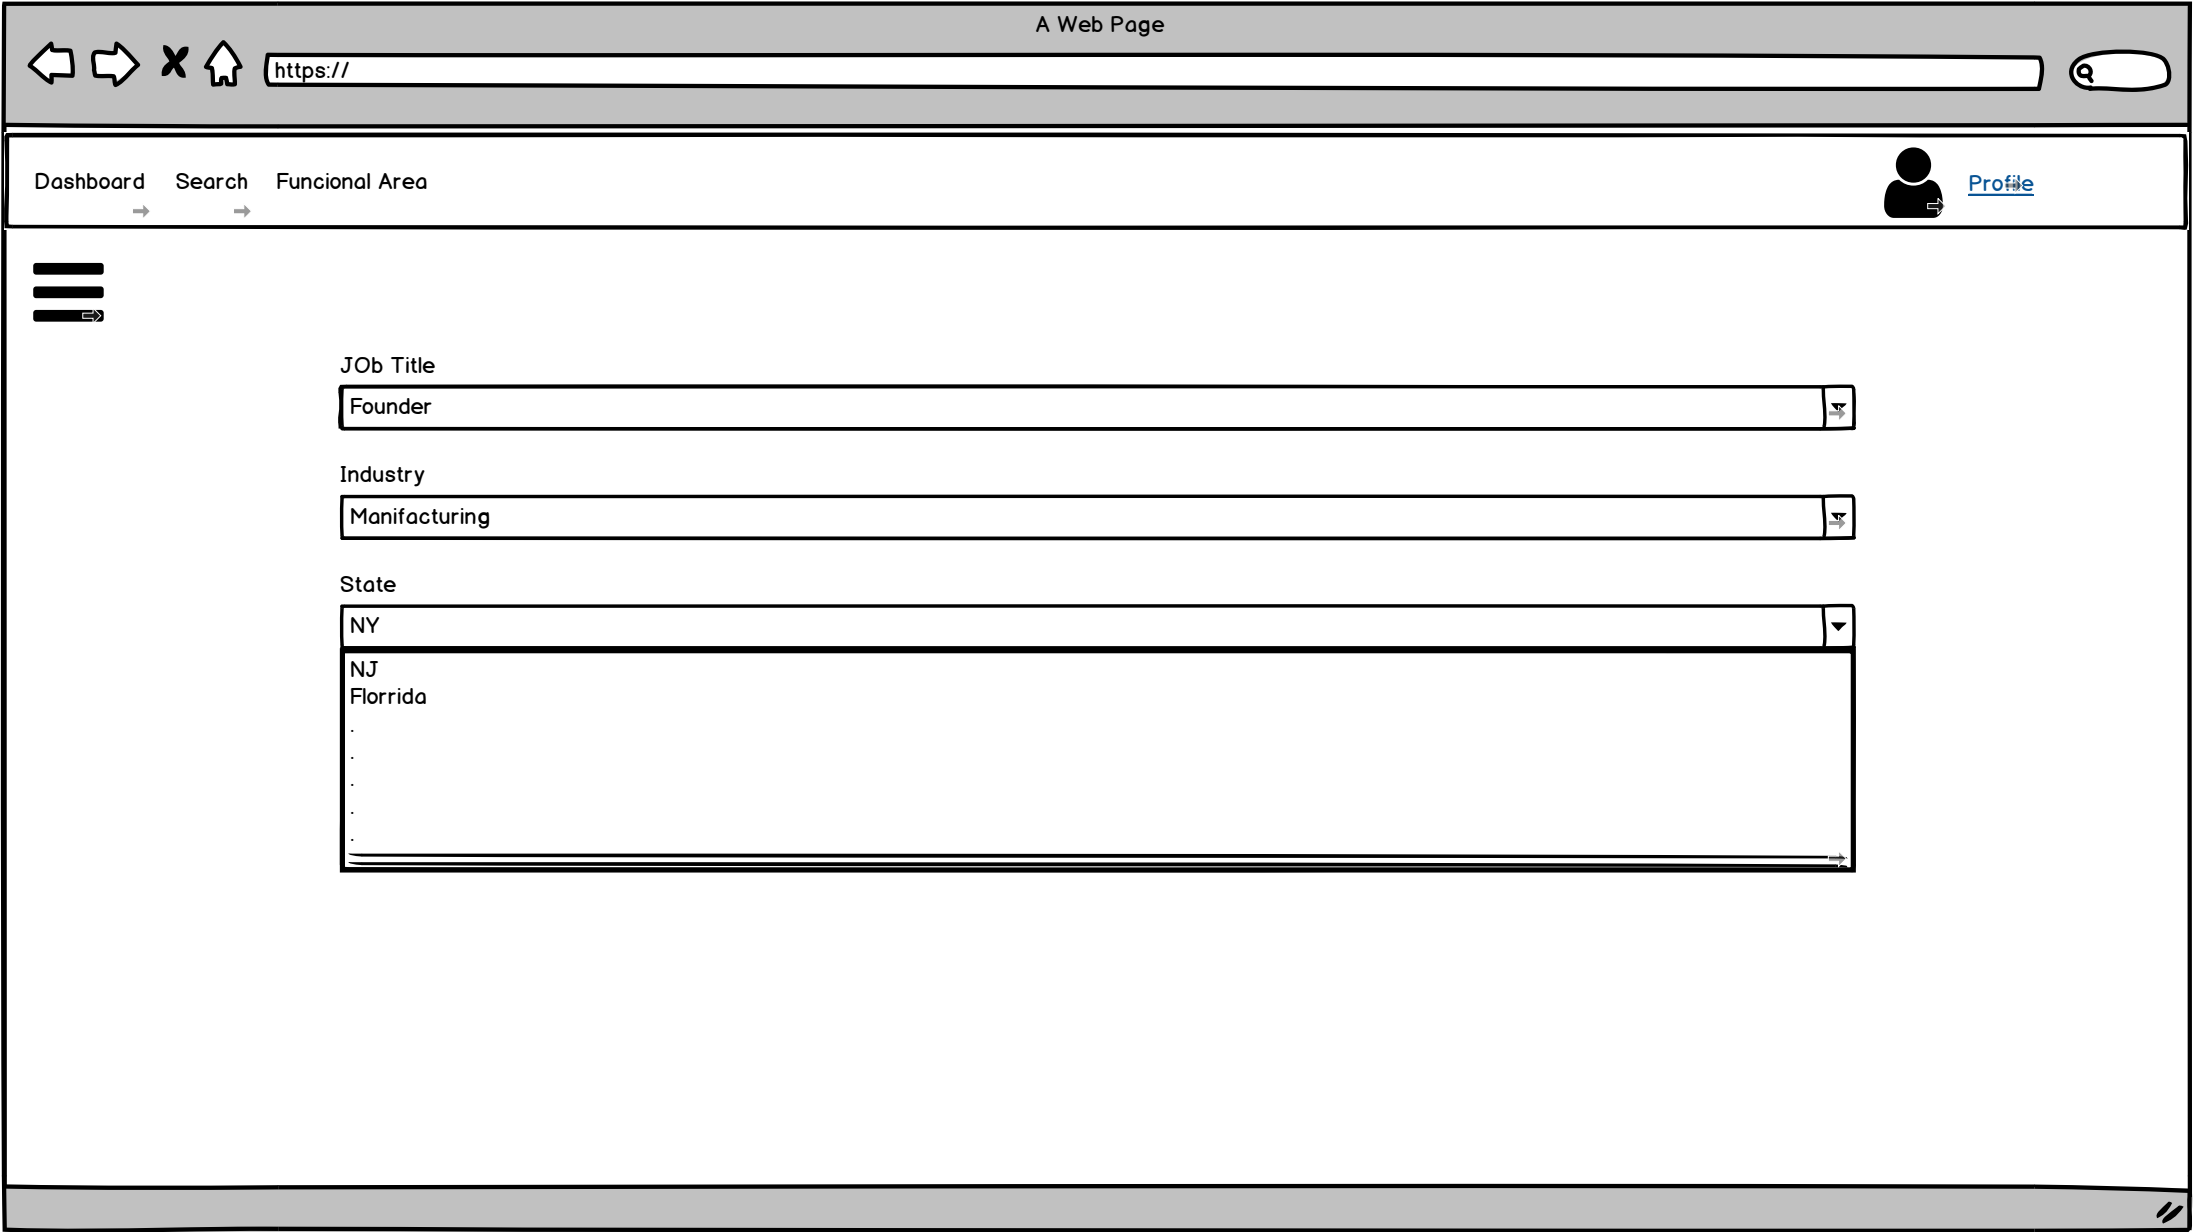 A Web Page
https://
Dashboard Search Funcional Area Profile
JOb Title
Founder
Industry
Manifacturing
State
NY
NJ
Florrida
.
.
.
.
.